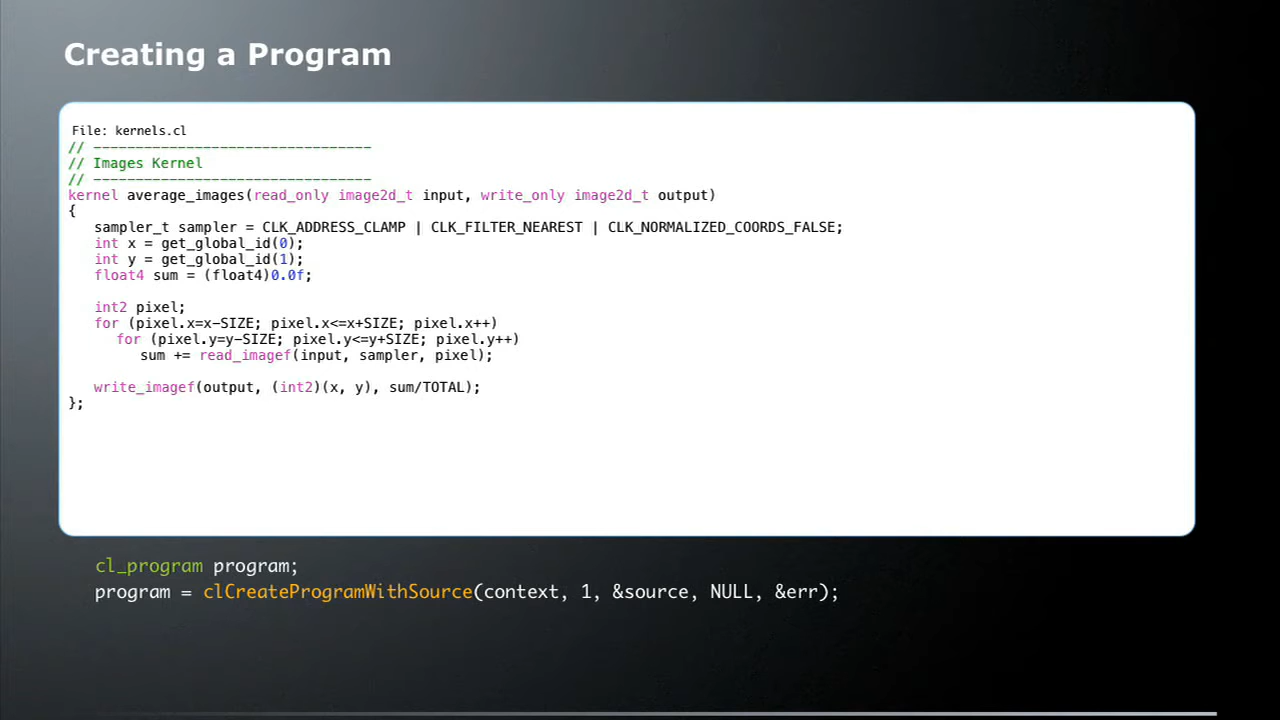 Creating a Program
File: kernels.cl
// ---------------------------------
// Images Kernel
// ---------------------------------
kernel average_images(read_only image2d_t input, write_only image2d_t output)
{
sampler_t sampler = CLK_ADDRESS_CLAMP | CLK_FILTER_NEAREST | CLK_NORMALIZED_COORDS_FALSE;
int x = get_global_id(0);
int y = get_global_id(1);
float4 sum = (float4)0.0f;
int2 pixel;
for (pixel.x=x-SIZE; pixel.x<=x+SIZE; pixel.x++)
for (pixel.y=y-SIZE; pixel.y<=y+SIZE; pixel.y++)
sum += read_imagef(input, sampler, pixel);
write_imagef(output, (int2)(x, y), sum/TOTAL);
};
cl_program program;
program = clCreateProgramWithSource(context, 1, &source, NULL, &err);